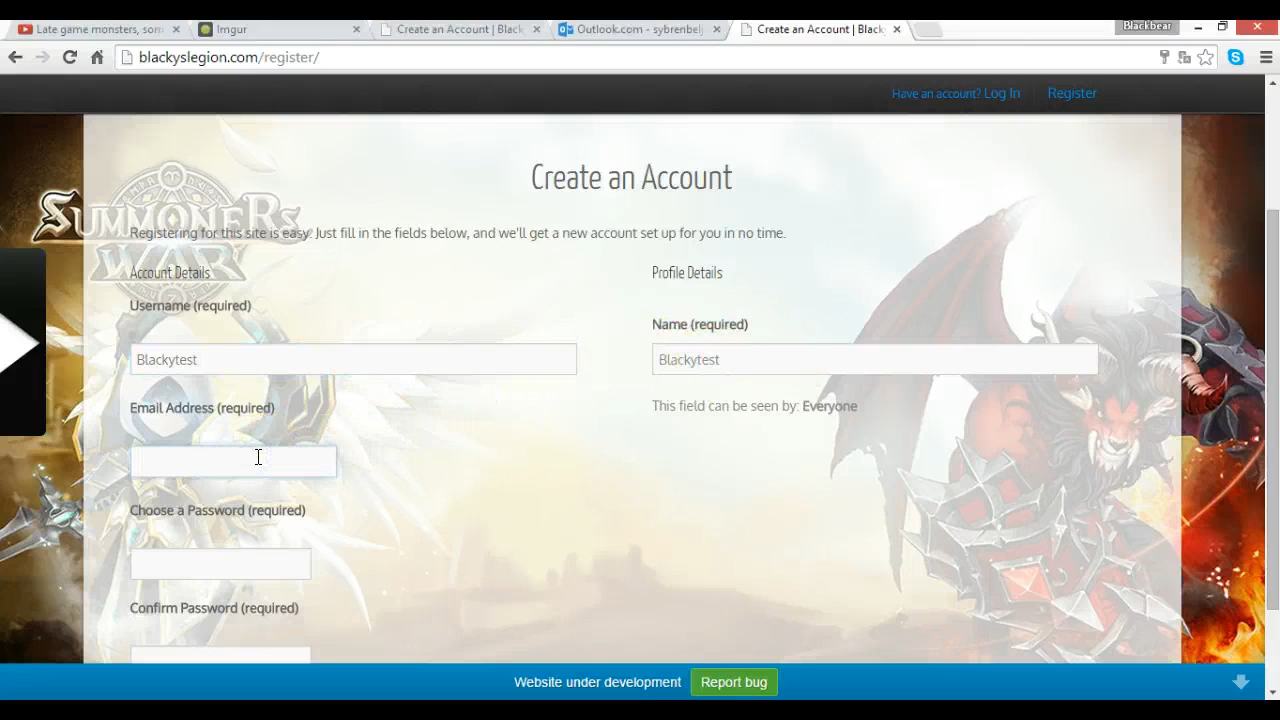 Late game monsters, som
Imgur
Create an Account | Black
Outlook.com - sybrenbelj
Create an Account | Black
Blackbear
blackyslegion.com/register/
Have an account? Log In
Register
SUMMONERS
WAR
Create an Account
Registering for this site is easy. Just fill in the fields below, and we'll get a new account set up for you in no time.
Account Details
Profile Details
Username (required)
Name (required)
Blackytest
Blackytest
Email Address (required)
This field can be seen by: Everyone
Choose a Password (required)
Confirm Password (required)
Website under development
Report bug